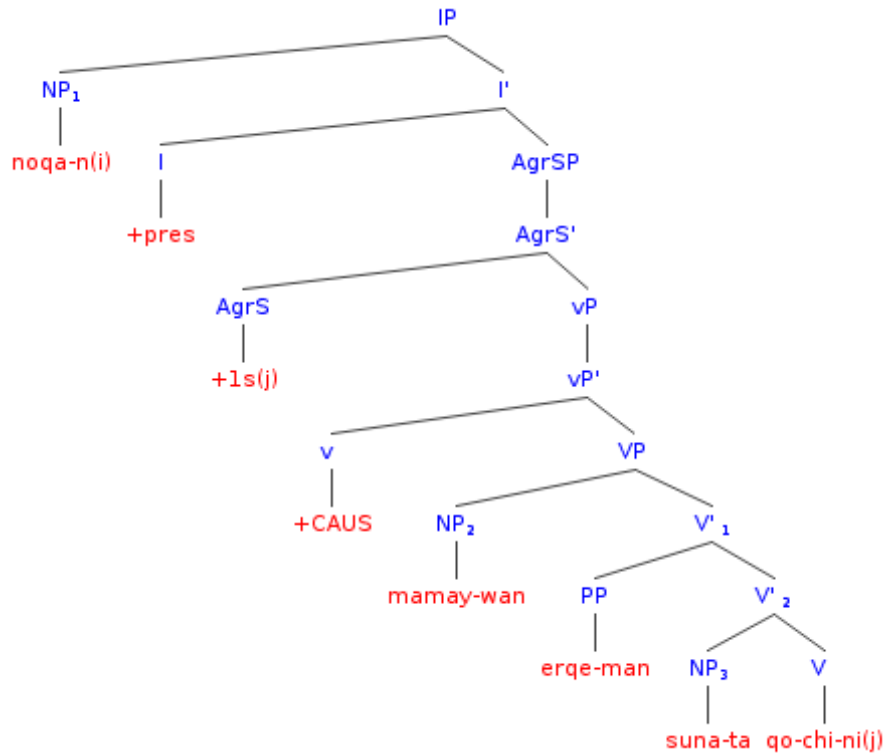 IP
NP₁ I'
noqa-n(i) I AgrSP
+pres AgrS'
AgrS vP
+1s(j) vP'
v VP
+CAUS NP₂ V'₁
mamay-wan PP V'₂
erqe-man NP₃ V
suna-ta qo-chi-ni(j)